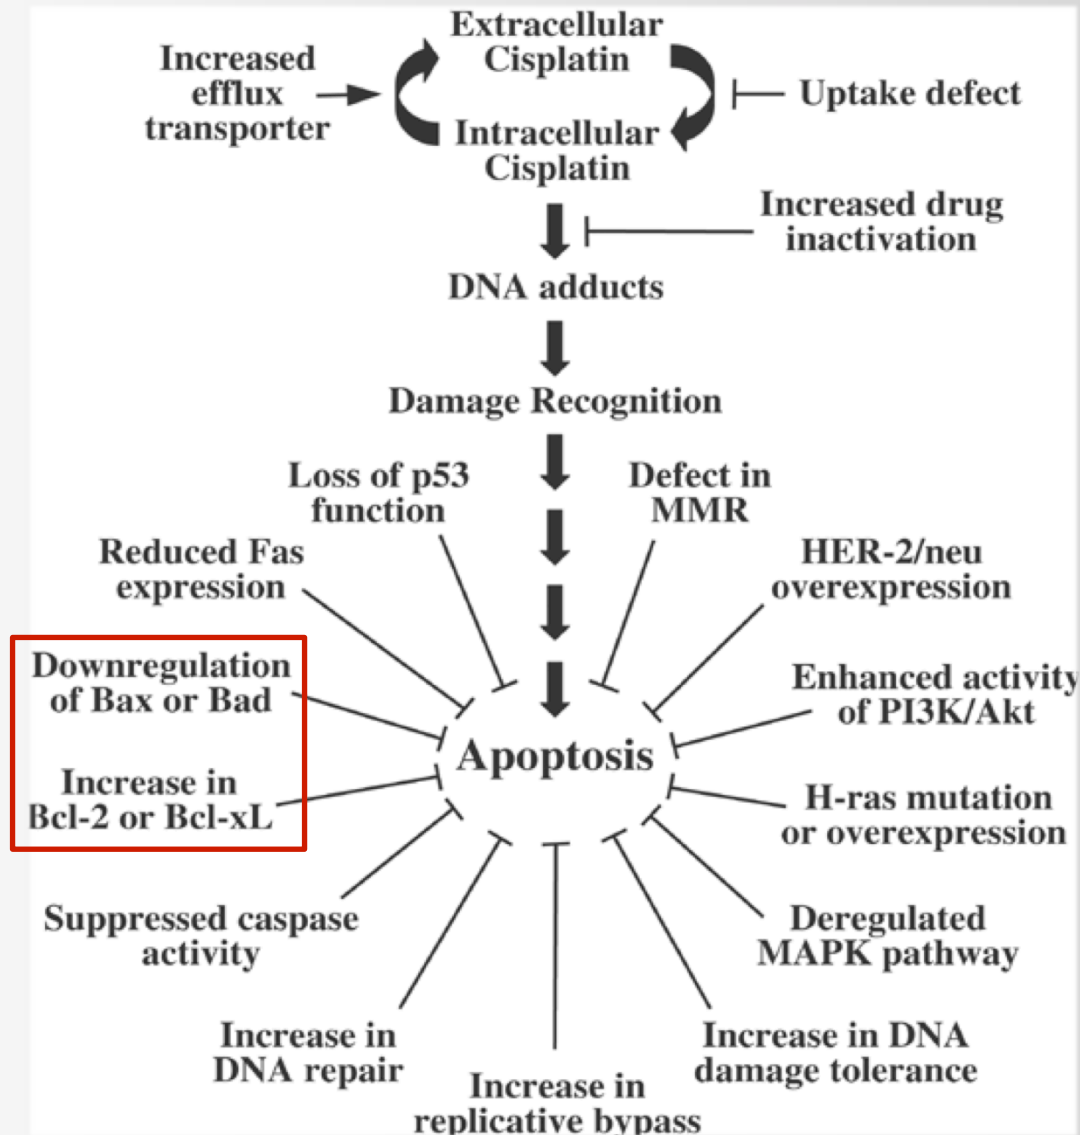 Extracellular
Cisplatin
Increased
efflux
transporter
Uptake defect
Intracellular
Cisplatin
Increased drug
inactivation
DNA adducts
Damage Recognition
Loss of p53
function
Defect in
MMR
Reduced Fas
expression
HER-2/neu
overexpression
Downregulation
of Bax or Bad
Enhanced activity
of PI3K/Akt
Apoptosis
Increase in
Bcl-2 or Bcl-xL
H-ras mutation
or overexpression
Suppressed caspase
activity
Deregulated
MAPK pathway
Increase in
DNA repair
Increase in DNA
damage tolerance
Increase in
replicative bypass